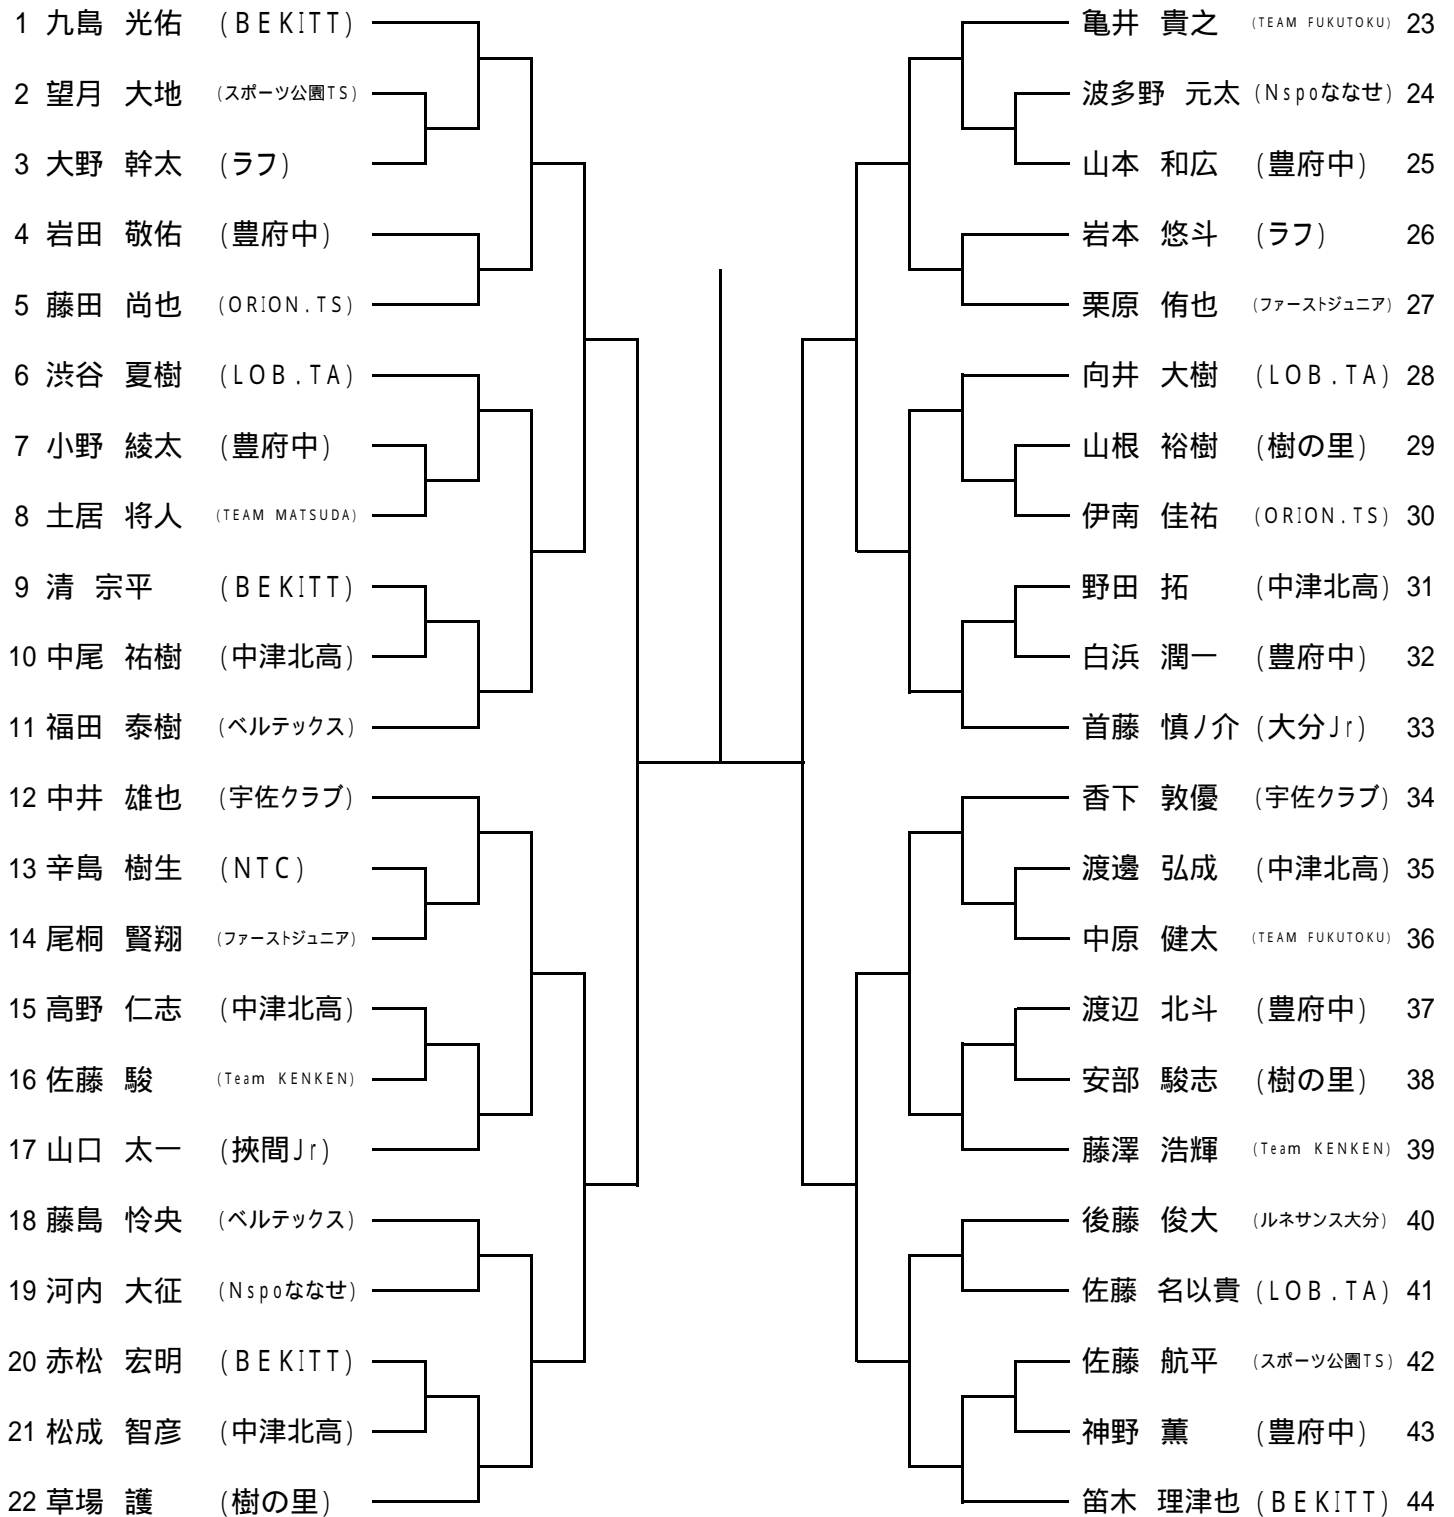 1 九島 光佑 (BEKITT)
2 望月 大地 (スポーツ公園TS)
3 大野 幹太 (ラフ)
4 岩田 敬佑 (豊府中)
5 藤田 尚也 (ORION.TS)
6 渋谷 夏樹 (LOB.TA)
7 小野 綾太 (豊府中)
8 土居 将人 (TEAM MATSUDA)
9 清 宗平 (BEKITT)
10 中尾 祐樹 (中津北高)
11 福田 泰樹 (ベルテックス)
12 中井 雄也 (宇佐クラブ)
13 辛島 樹生 (NTC)
14 尾桐 賢翔 (ファーストジュニア)
15 高野 仁志 (中津北高)
16 佐藤 駿 (Team KENKEN)
17 山口 太一 (挾間Jr)
18 藤島 怜央 (ベルテックス)
19 河内 大征 (Nspoななせ)
20 赤松 宏明 (BEKITT)
21 松成 智彦 (中津北高)
22 草場 護 (樹の里)
亀井 貴之 (TEAM FUKUTOKU) 23
波多野 元太 (Nspoななせ) 24
山本 和広 (豊府中) 25
岩本 悠斗 (ラフ) 26
栗原 侑也 (ファーストジュニア) 27
向井 大樹 (LOB.TA) 28
山根 裕樹 (樹の里) 29
伊南 佳祐 (ORION.TS) 30
野田 拓 (中津北高) 31
白浜 潤一 (豊府中) 32
首藤 慎ノ介 (大分Jr) 33
香下 敦優 (宇佐クラブ) 34
渡邊 弘成 (中津北高) 35
中原 健太 (TEAM FUKUTOKU) 36
渡辺 北斗 (豊府中) 37
安部 駿志 (樹の里) 38
藤澤 浩輝 (Team KENKEN) 39
後藤 俊大 (ルネサンス大分) 40
佐藤 名以貴 (LOB.TA) 41
佐藤 航平 (スポーツ公園TS) 42
神野 薫 (豊府中) 43
笛木 理津也 (BEKITT) 44